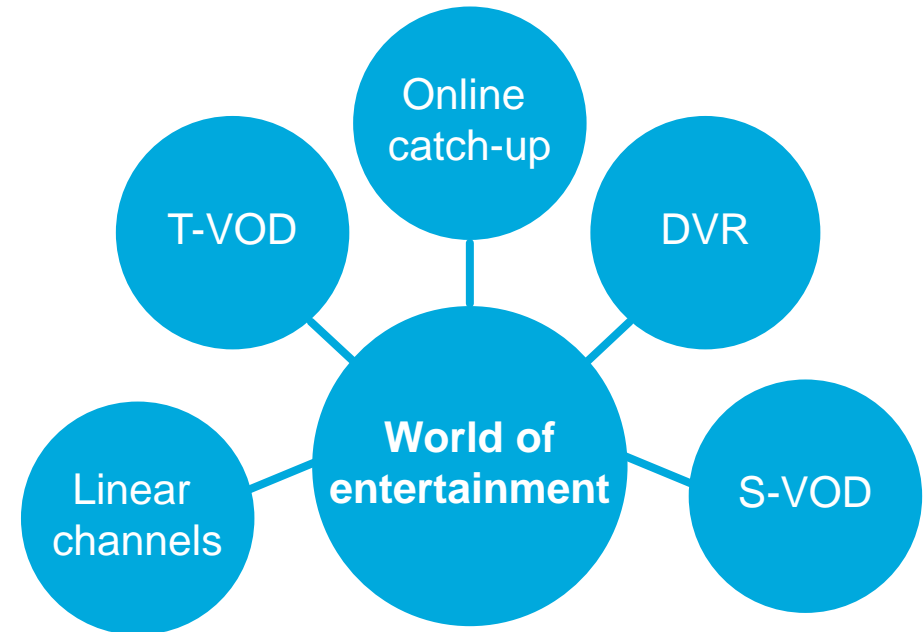 Online
catch-up
T-VOD
DVR
World of
entertainment
Linear
channels
S-VOD